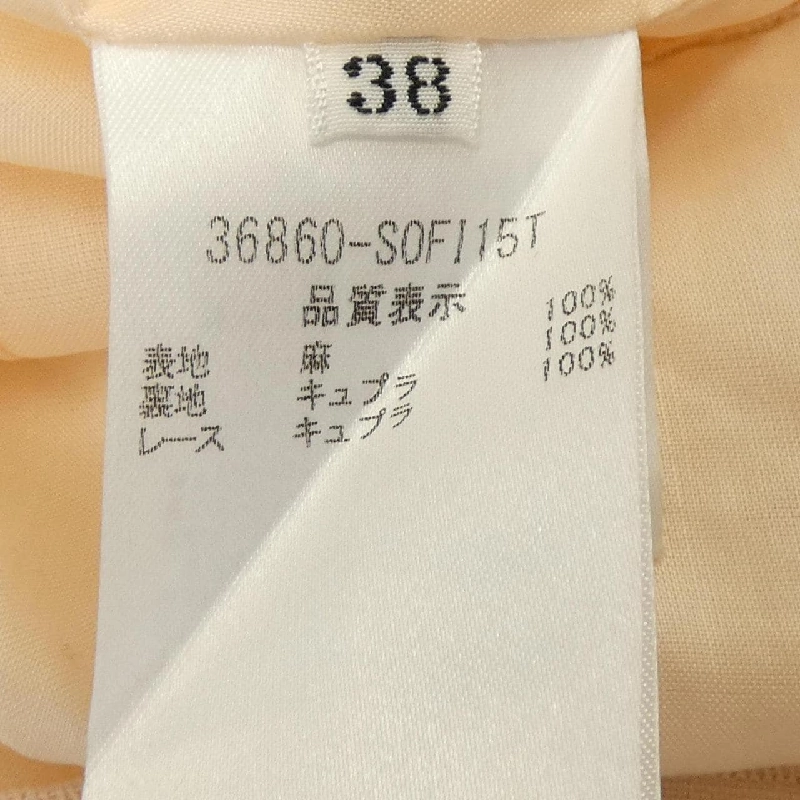 38
36860-SOFI15T
品質表示
表地 麻 100%
裏地 キュプラ 100%
レース キュプラ 100%